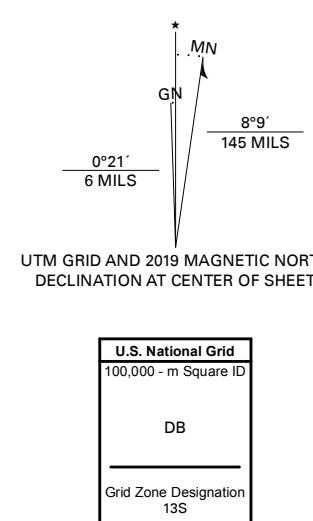 ★
MN
GN
8°9´
145 MILS
0°21´
6 MILS
UTM GRID AND 2019 MAGNETIC NORT
DECLINATION AT CENTER OF SHEET
U.S. National Grid
100,000 - m Square ID
DB
Grid Zone Designation
13S